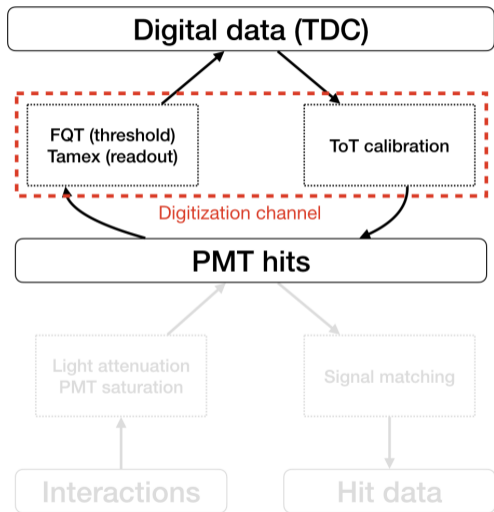 Digital data (TDC)
FQT (threshold)
Tamex (readout)
ToT calibration
Digitization channel
PMT hits
Light attenuation
PMT saturation
Signal matching
Interactions
Hit data